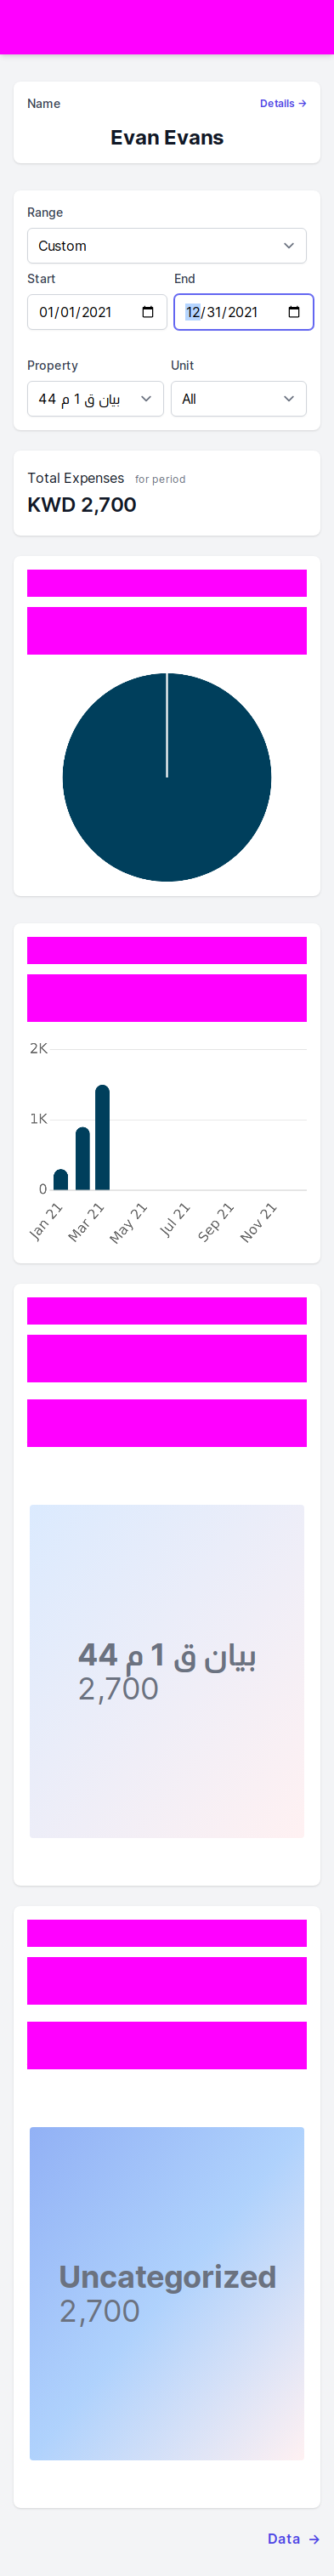 Name
Details →
Evan Evans
Range
Custom
Start
End
01/01/2021
12/31/2021
Property
Unit
بيان ق 1 م 44
All
Total Expenses for period
KWD 2,700
2K
1K
0
Jan 21
Mar 21
May 21
Jul 21
Sep 21
Nov 21
بيان ق 1 م 44
2,700
Uncategorized
2,700
Data →